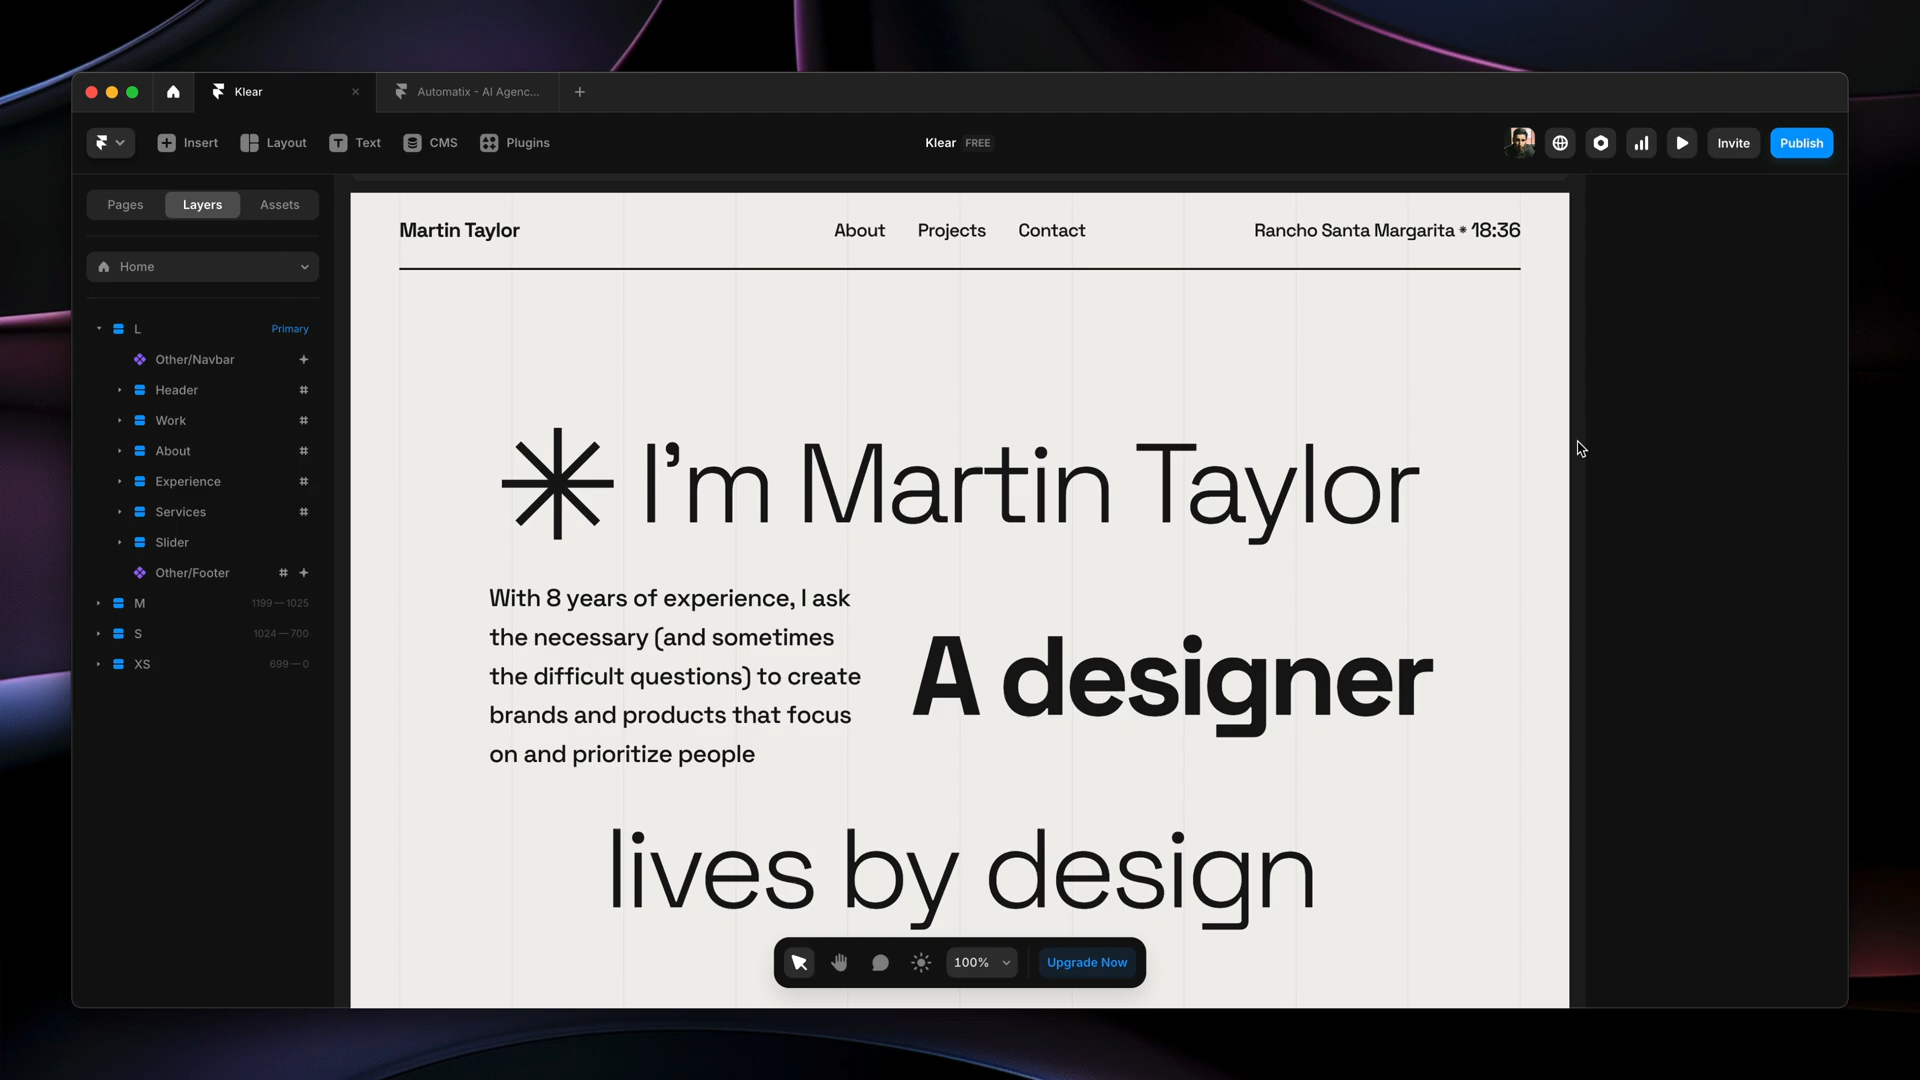 Klear
Automatix - AI Agenc...
Insert
Layout
Text
CMS
Plugins
Klear FREE
Invite
Publish
Pages
Layers
Assets
Home
L Primary
Other/Navbar
Header
Work
About
Experience
Services
Slider
Other/Footer
M 1199—1025
S 1024—700
XS 699—0
Martin Taylor
About
Projects
Contact
Rancho Santa Margarita * 18:36
I’m Martin Taylor
With 8 years of experience, I ask
the necessary (and sometimes
the difficult questions) to create
brands and products that focus
on and prioritize people
A designer
lives by design
100%
Upgrade Now